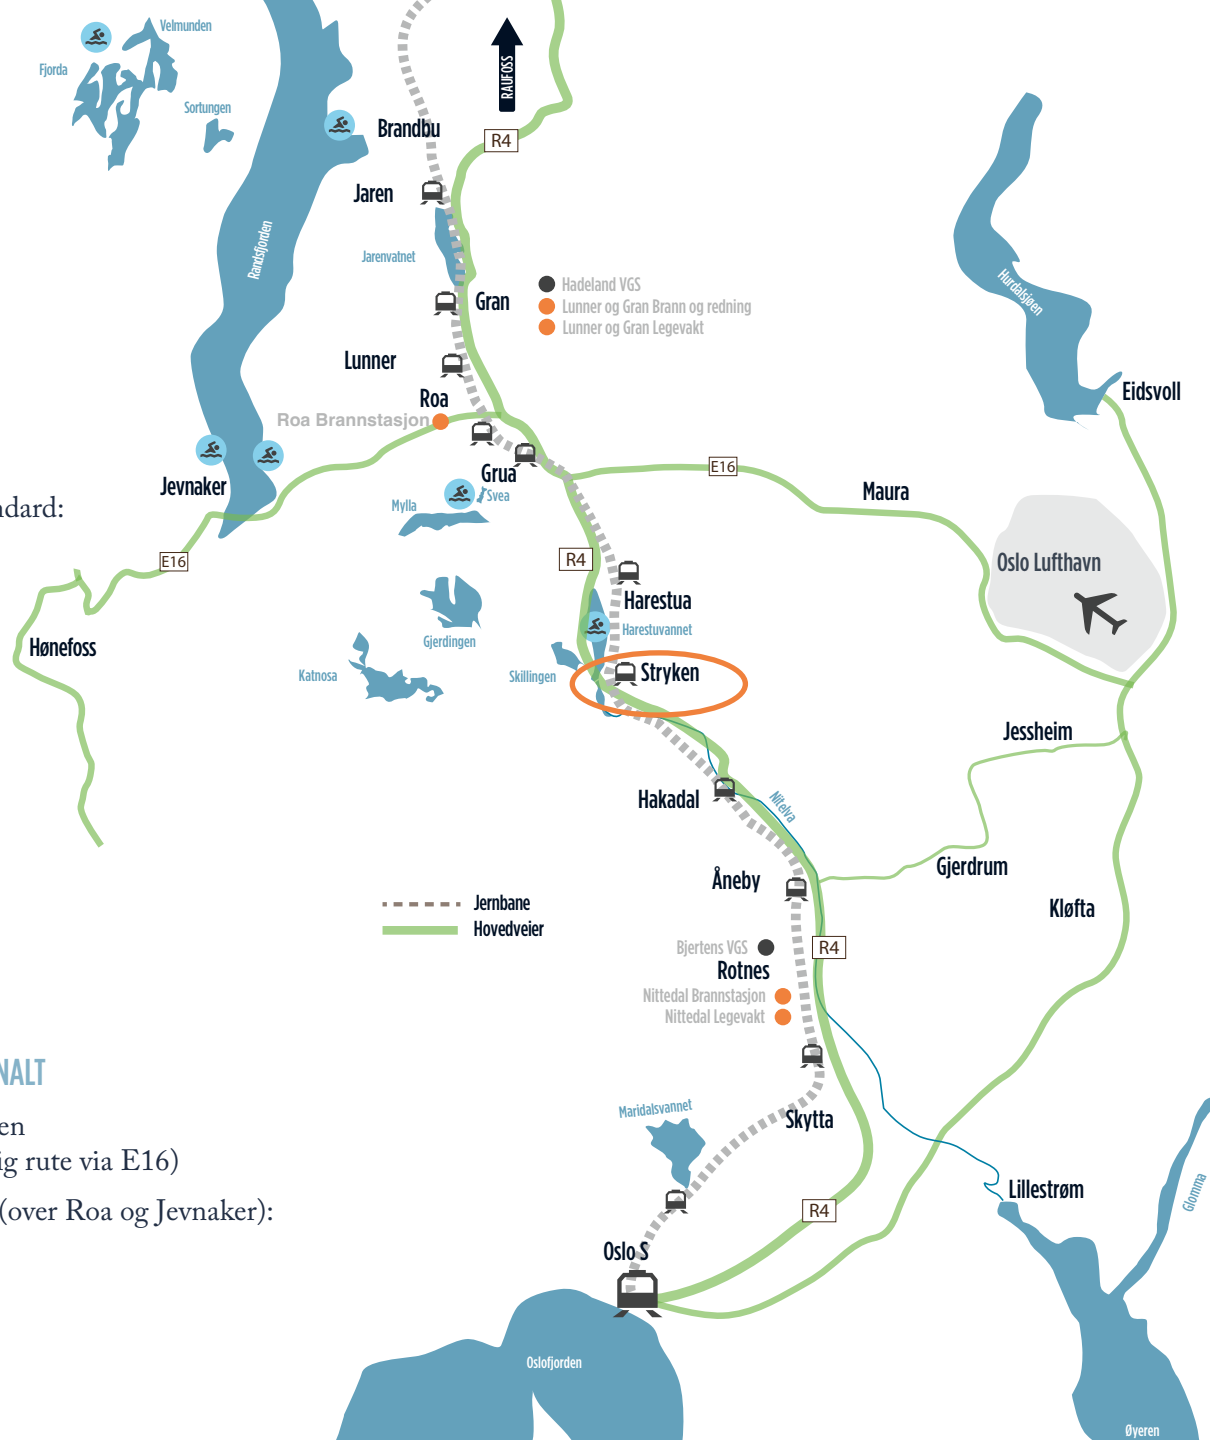 Velmunden
Fjorda
Sortungen
RAUFOSS
Brandbu
R4
Jaren
Randsfjorden
Jarenvatnet
Hurdalsjøen
Hadeland VGS
Gran
Lunner og Gran Brann og redning
Lunner og Gran Legevakt
Lunner
Eidsvoll
Roa
Roa Brannstasjon
E16
Grua
Jevnaker
Svea
Maura
Mylla
ndard:
E16
R4
Oslo Lufthavn
Harestua
Harestuvannet
Gjerdingen
Hønefoss
Katnosa
Skillingen
Stryken
Jessheim
Hakadal
Nitelva
Gjerdrum
Åneby
Jernbane
Kløfta
Hovedveier
Bjertens VGS
R4
Rotnes
Nittedal Brannstasjon
Nittedal Legevakt
NALT
Maridalsvannet
Skytta
en
ig rute via E16)
Lillestrøm
Glomma
(over Roa og Jevnaker):
R4
Oslo S
Oslofjorden
Øyeren